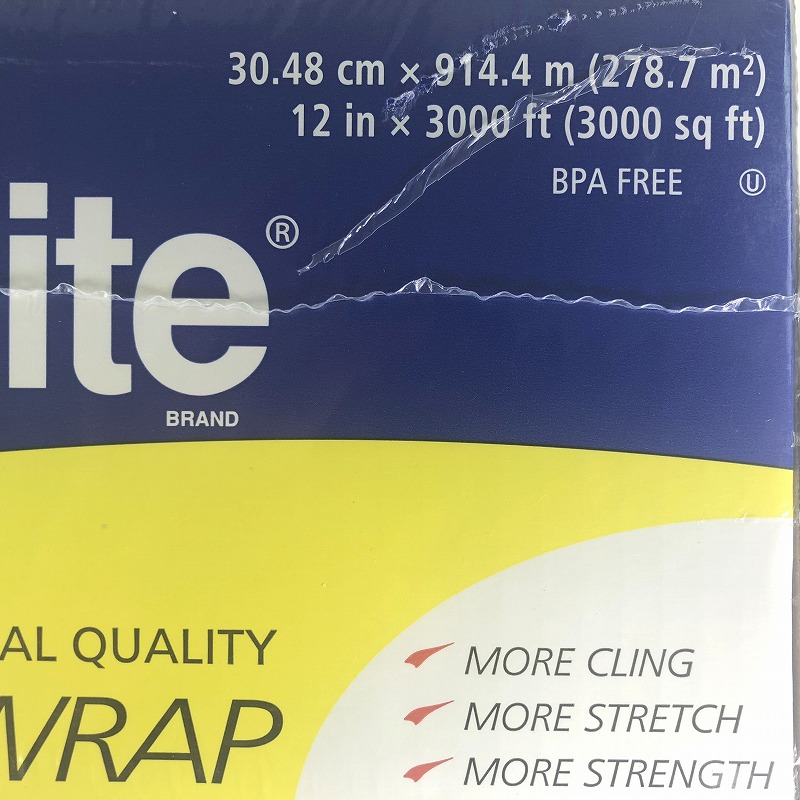 30.48 cm × 914.4 m (278.7 m²)
12 in × 3000 ft (3000 sq ft)
BPA FREE Ⓤ
ite®
BRAND
AL QUALITY
WRAP
MORE CLING
MORE STRETCH
MORE STRENGTH